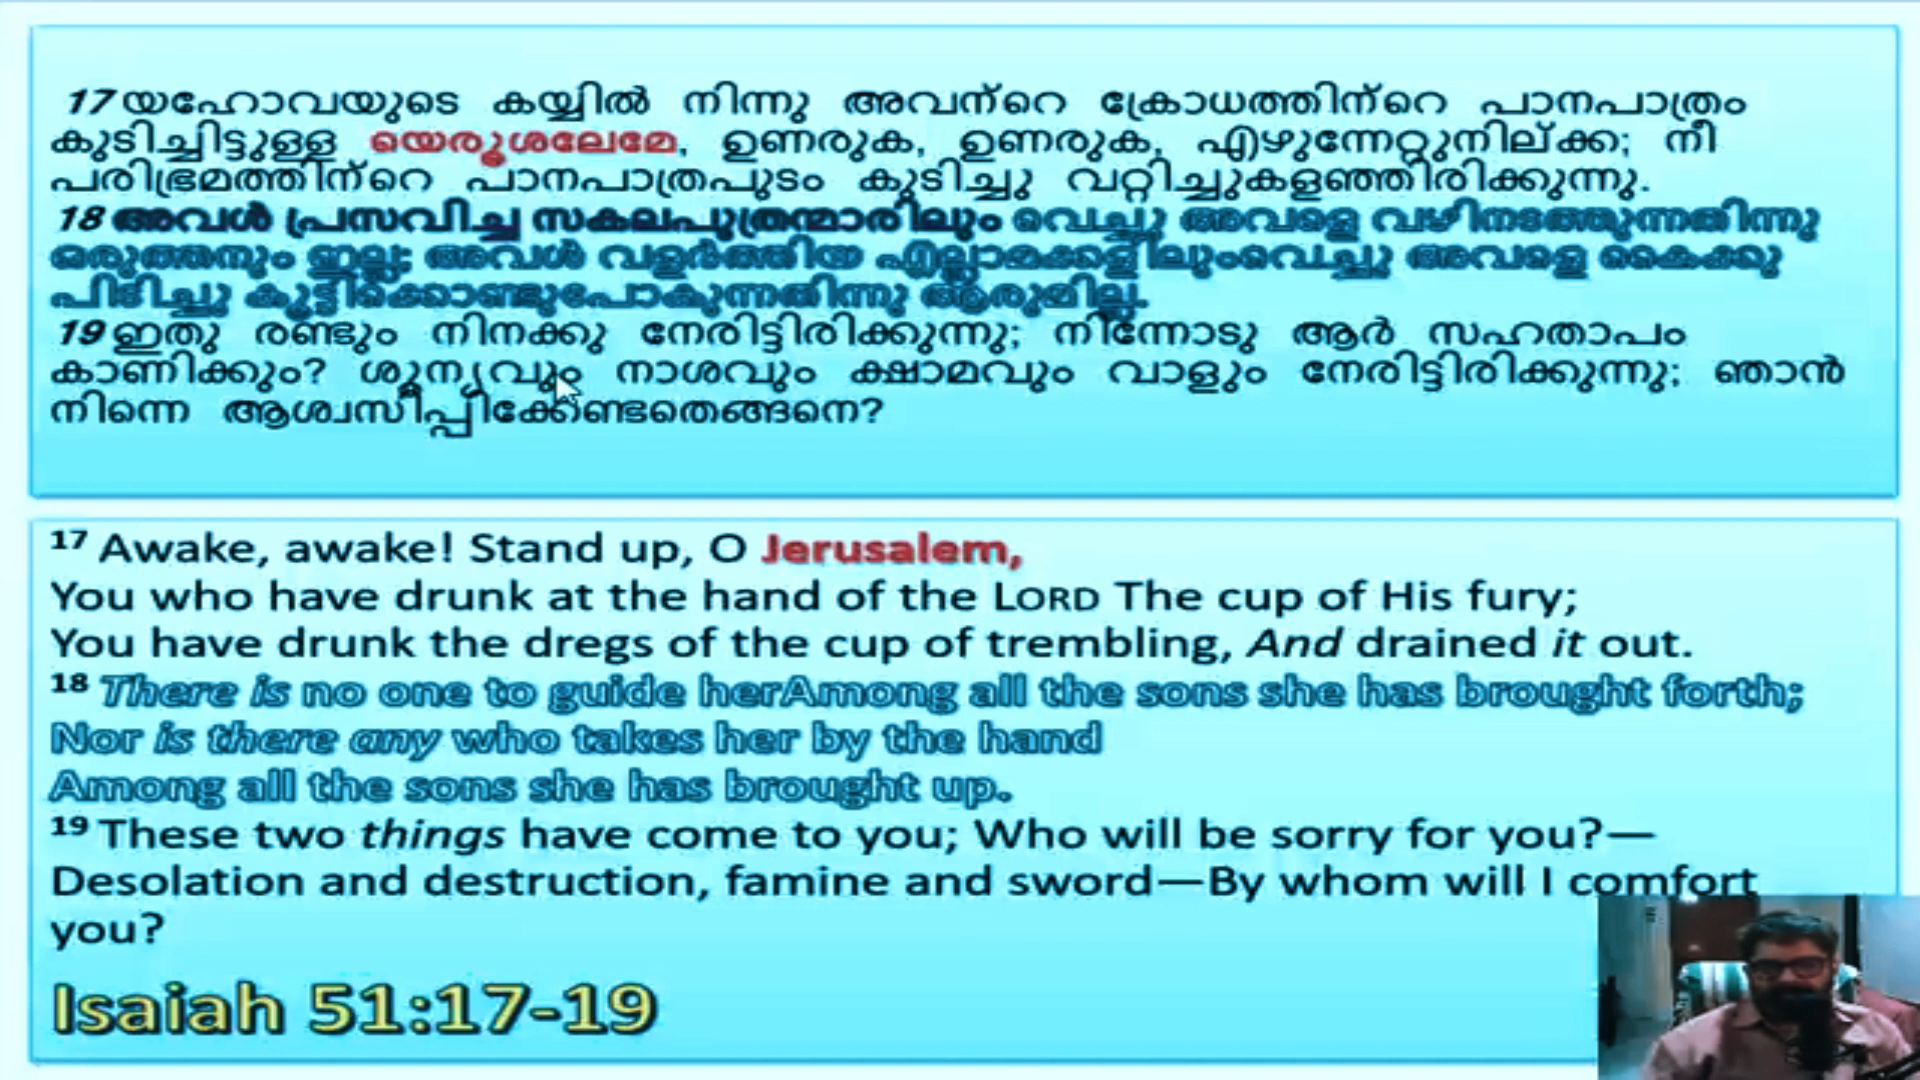 17 യഹോവയുടെ കയ്യിൽ നിന്നു അവന്റെ ക്രോധത്തിന്റെ പാനപാത്രം
കുടിച്ചിട്ടുള്ള യെരൂശലേമേ, ഉണരുക, ഉണരുക, എഴുന്നേറ്റുനില്ക്ക; നീ
പരിഭ്രമത്തിന്റെ പാനപാത്രപുടം കുടിച്ചു വറ്റിച്ചുകളഞ്ഞിരിക്കുന്നു.
18 അവൾ പ്രസവിച്ച സകലപുത്രന്മാരിലും വെച്ചു അവളെ വഴിനടത്തുന്നതിന്നു
ഒരുത്തനും ഇല്ല; അവൾ വളർത്തിയ എല്ലാമക്കളിലുംവെച്ചു അവളെ കൈക്കു
പിടിച്ചു കൂട്ടിക്കൊണ്ടുപോകുന്നതിന്നു ആരുമില്ല.
19 ഇതു രണ്ടും നിനക്കു നേരിട്ടിരിക്കുന്നു; നിന്നോടു ആർ സഹതാപം
കാണിക്കും? ശൂന്യവും നാശവും ക്ഷാമവും വാളും നേരിട്ടിരിക്കുന്നു; ഞാൻ
നിന്നെ ആശ്വസിപ്പിക്കേണ്ടതെങ്ങനെ?
17 Awake, awake! Stand up, O Jerusalem,
You who have drunk at the hand of the LORD The cup of His fury;
You have drunk the dregs of the cup of trembling, And drained it out.
18 There is no one to guide herAmong all the sons she has brought forth;
Nor is there any who takes her by the hand
Among all the sons she has brought up.
19 These two things have come to you; Who will be sorry for you?—
Desolation and destruction, famine and sword—By whom will I comfort
you?
Isaiah 51:17-19